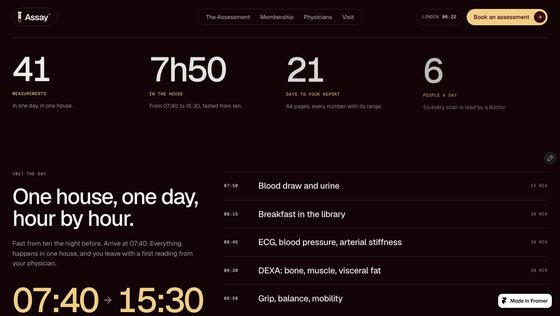 Assay
The Assessment
Membership
Physicians
Visit
LONDON 06:22
Book an assessment
41
MEASUREMENTS
In one day, in one house.
7h50
IN THE HOUSE
From 07:40 to 15:30, fasted from ten.
21
DAYS TO YOUR REPORT
64 pages, every number with its range.
6
PEOPLE A DAY
So every scan is read by a doctor.
(01) THE DAY
One house, one day,
hour by hour.
Fast from ten the night before. Arrive at 07:40. Everything
happens in one house, and you leave with a first reading from
your physician.
07:40 → 15:30
07:50 Blood draw and urine 15 MIN
08:15 Breakfast in the library 30 MIN
08:45 ECG, blood pressure, arterial stiffness
09:20 DEXA: bone, muscle, visceral fat
09:50 Grip, balance, mobility
Made in Framer